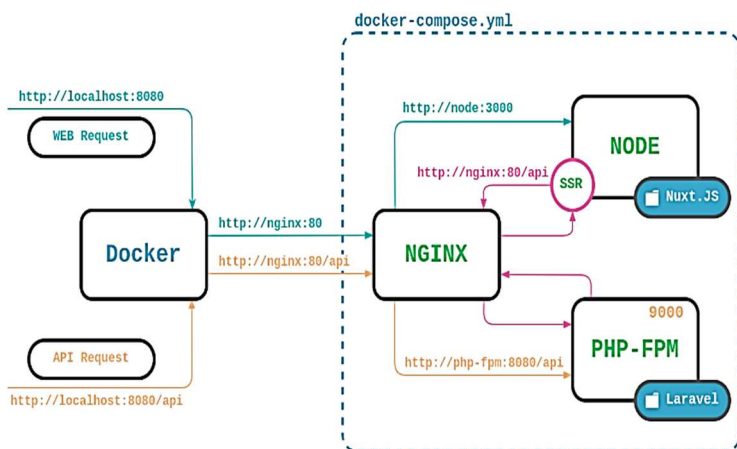 docker-compose.yml
http://localhost:8080
WEB Request
http://node:3000
NODE
http://nginx:80/api
SSR
Nuxt.JS
http://nginx:80
Docker
NGINX
http://nginx:80/api
9000
PHP-FPM
API Request
http://php-fpm:8080/api
Laravel
http://localhost:8080/api